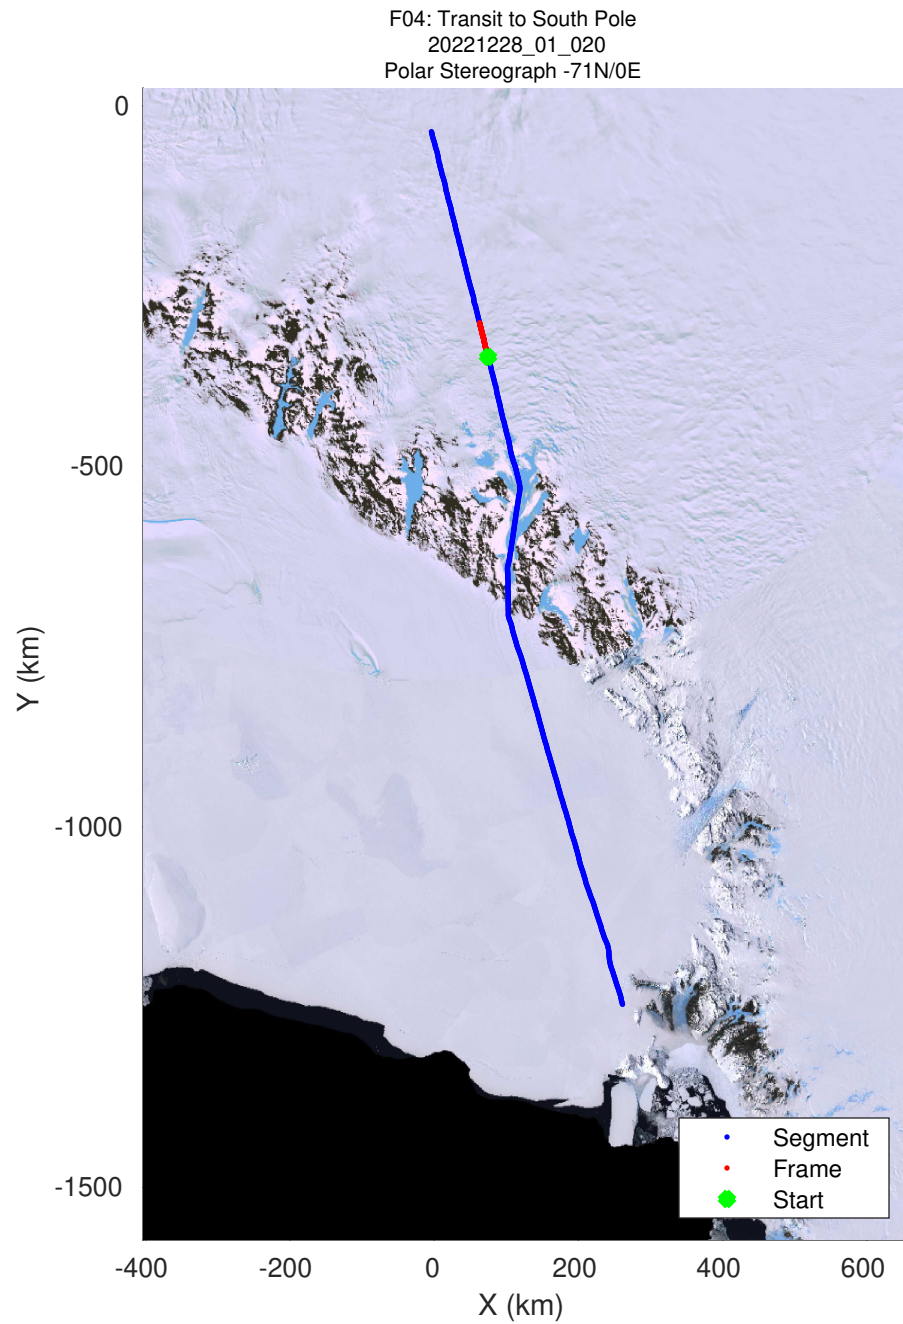 F04: Transit to South Pole
20221228_01_020
Polar Stereograph -71N/0E
0
-500
-1000
-1500
Y (km)
-400 -200 0 200 400 600
X (km)
Segment
Frame
Start